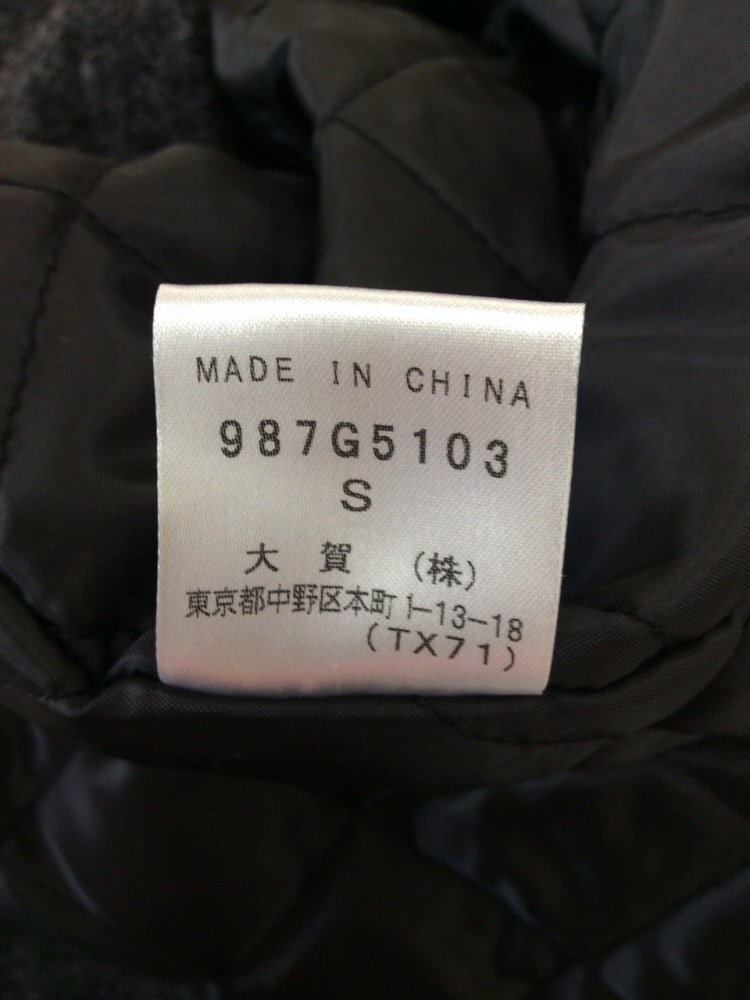 MADE IN CHINA
987G5103
S
大賀 (株)
東京都中野区本町1-13-18
(TX71)